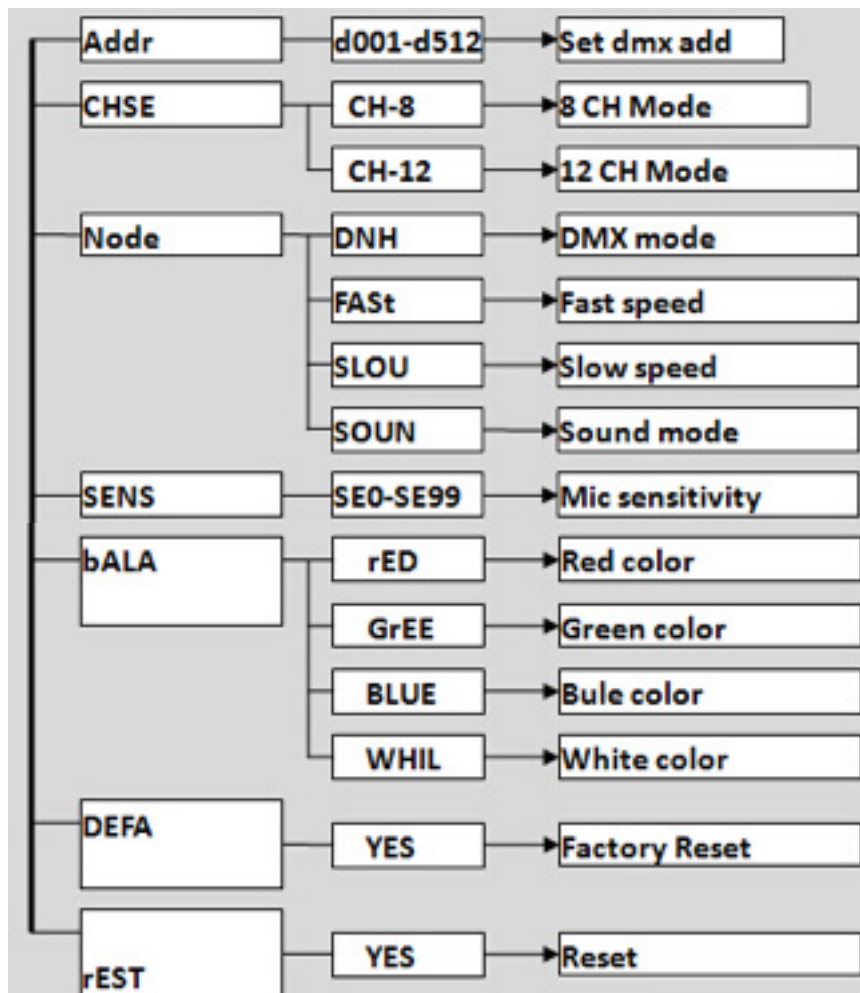 Addr d001-d512 Set dmx add
CHSE CH-8 8 CH Mode
CH-12 12 CH Mode
Node DNH DMX mode
FASt Fast speed
SLOU Slow speed
SOUN Sound mode
SENS SE0-SE99 Mic sensitivity
bALA rED Red color
GrEE Green color
BLUE Bule color
WHIL White color
DEFA YES Factory Reset
rEST YES Reset